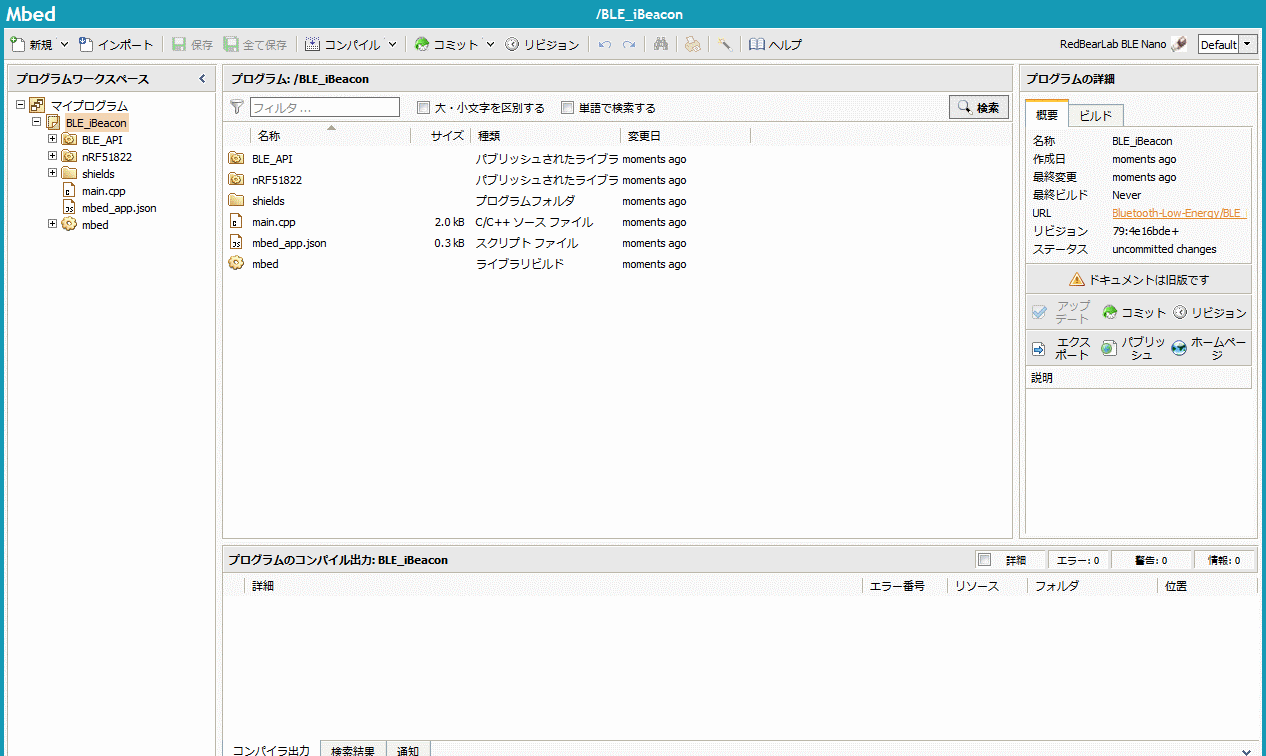 Mbed
/BLE_iBeacon
新規 インポート 保存 全て保存 コンパイル コミット リビジョン ヘルプ RedBearLab BLE Nano Default
プログラムワークスペース
マイプログラム
BLE_iBeacon
BLE_API
nRF51822
shields
main.cpp
mbed_app.json
mbed
プログラム: /BLE_iBeacon
フィルタ ... 大・小文字を区別する 単語で検索する 検索
名称 サイズ 種類 変更日
BLE_API パブリッシュされたライブラ moments ago
nRF51822 パブリッシュされたライブラ moments ago
shields プログラムフォルダ moments ago
main.cpp 2.0 kB C/C++ ソース ファイル moments ago
mbed_app.json 0.3 kB スクリプト ファイル moments ago
mbed ライブラリビルド moments ago
プログラムの詳細
概要 ビルド
名称 BLE_iBeacon
作成日 moments ago
最終変更 moments ago
最終ビルド Never
URL Bluetooth-Low-Energy/BLE_
リビジョン 79:4e16bde+
ステータス uncommitted changes
ドキュメントは旧版です
アップデート コミット リビジョン
エクスポート パブリッシュ ホームページ
説明
プログラムのコンパイル出力: BLE_iBeacon 詳細 エラー: 0 警告: 0 情報: 0
詳細 エラー番号 リソース フォルダ 位置
コンパイラ出力 検索結果 通知